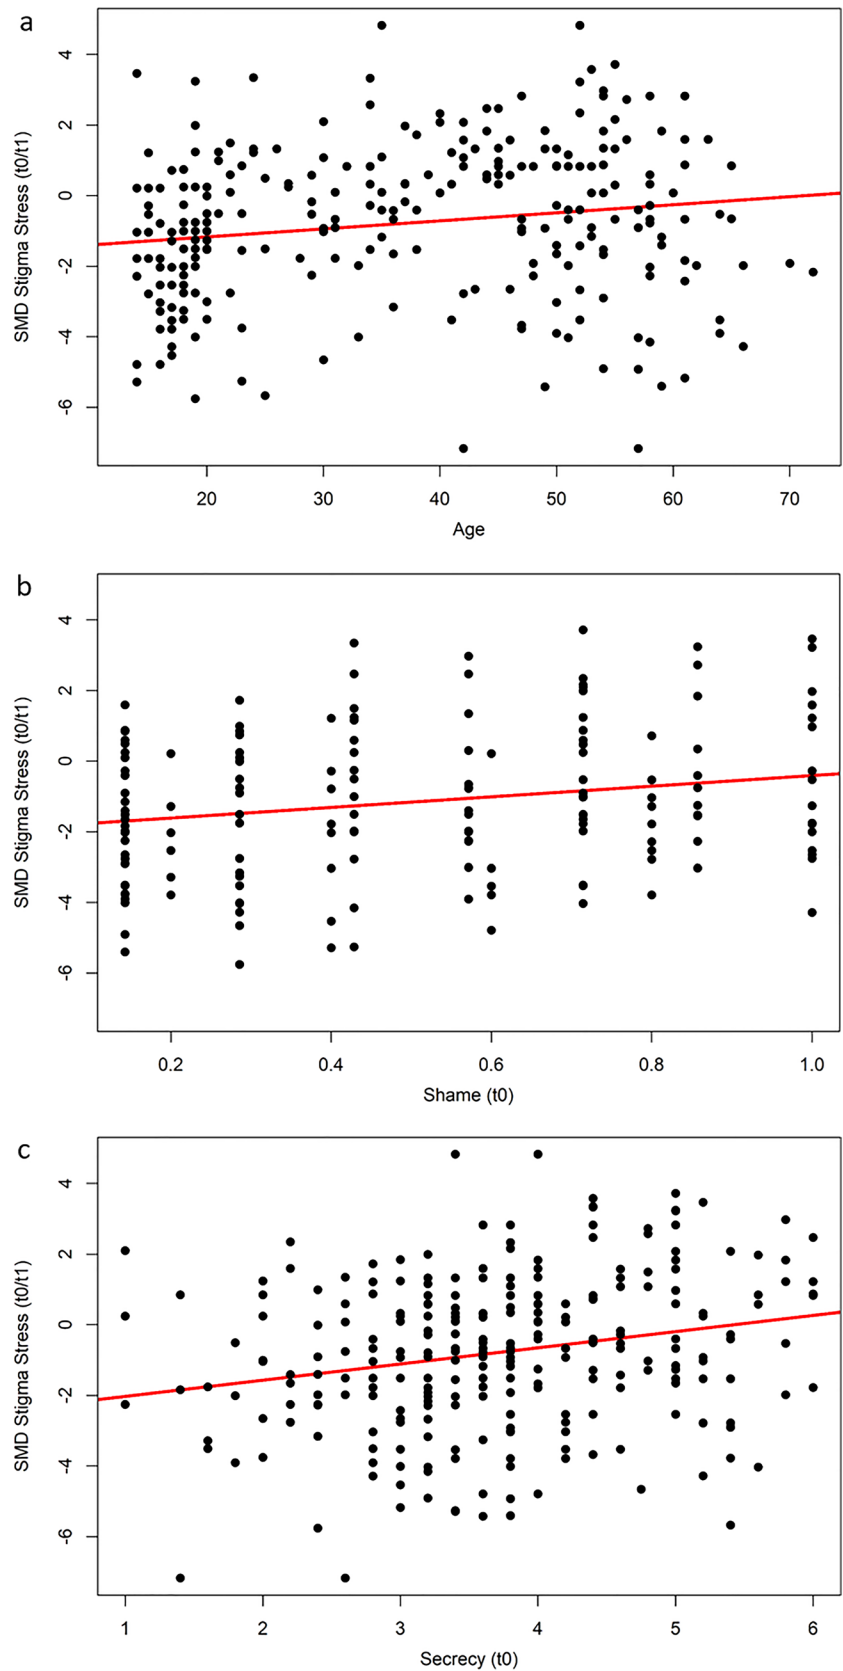 a
SMD Stigma Stress (t0/t1)
4
2
0
-2
-4
-6
20 30 40 50 60 70
Age
b
SMD Stigma Stress (t0/t1)
4
2
0
-2
-4
-6
0.2 0.4 0.6 0.8 1.0
Shame (t0)
c
SMD Stigma Stress (t0/t1)
4
2
0
-2
-4
-6
1 2 3 4 5 6
Secrecy (t0)